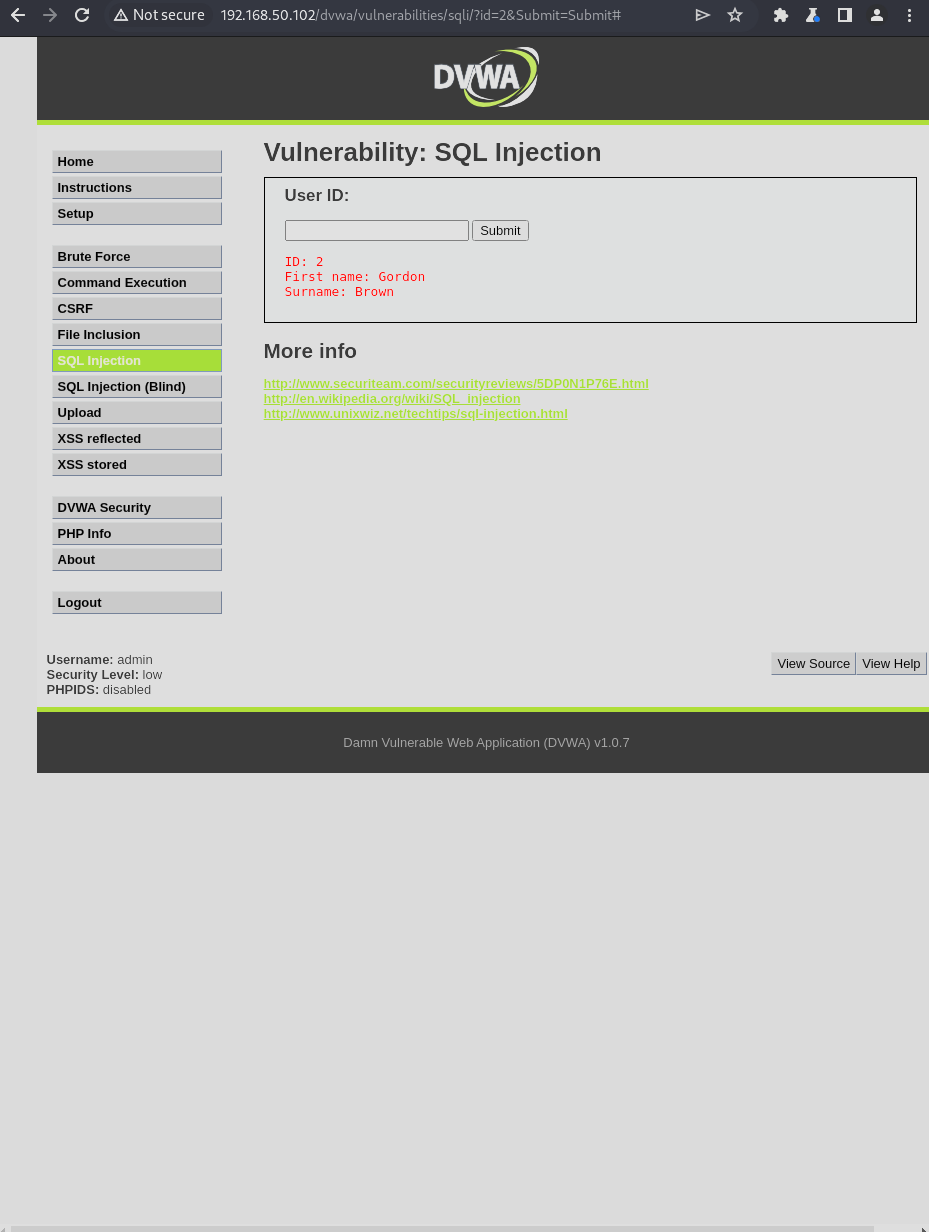 Not secure 192.168.50.102/dvwa/vulnerabilities/sqli/?id=2&Submit=Submit#
DVWA
Home
Instructions
Setup
Brute Force
Command Execution
CSRF
File Inclusion
SQL Injection
SQL Injection (Blind)
Upload
XSS reflected
XSS stored
DVWA Security
PHP Info
About
Logout
Vulnerability: SQL Injection
User ID:
Submit
ID: 2
First name: Gordon
Surname: Brown
More info
http://www.securiteam.com/securityreviews/5DP0N1P76E.html
http://en.wikipedia.org/wiki/SQL_injection
http://www.unixwiz.net/techtips/sql-injection.html
Username: admin
Security Level: low
PHPIDS: disabled
View Source View Help
Damn Vulnerable Web Application (DVWA) v1.0.7